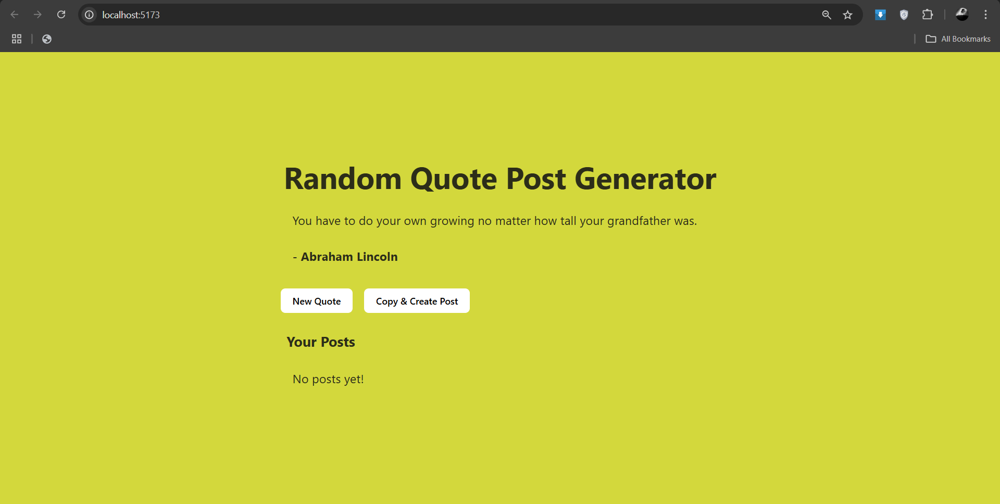 localhost:5173
All Bookmarks
Random Quote Post Generator
You have to do your own growing no matter how tall your grandfather was.
- Abraham Lincoln
New Quote
Copy & Create Post
Your Posts
No posts yet!